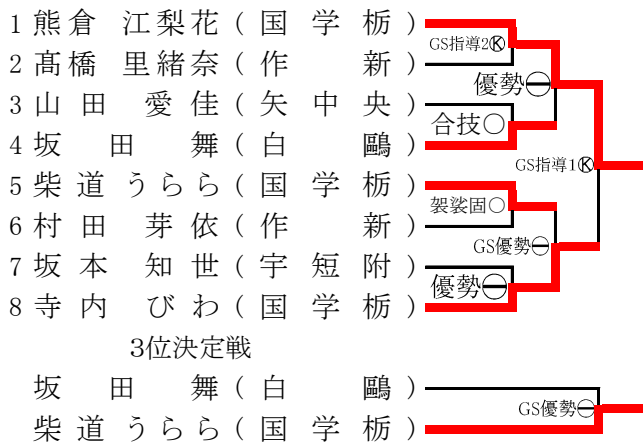 1 熊倉 江梨花 ( 国 学 栃 )
GS指導2Ⓚ
2 髙橋 里緒奈 ( 作 新 )
優勢㊀
3 山田 愛佳 ( 矢 中 央 )
合技○
4 坂田 舞 ( 白 鷗 )
GS指導1Ⓚ
5 柴道 うらら ( 国 学 栃 )
袈裟固○
6 村田 芽依 ( 作 新 )
GS優勢㊀
7 坂本 知世 ( 宇 短 附 )
優勢㊀
8 寺内 びわ ( 国 学 栃 )
3位決定戦
坂田 舞 ( 白 鷗 )
GS優勢㊀
柴道 うらら ( 国 学 栃 )